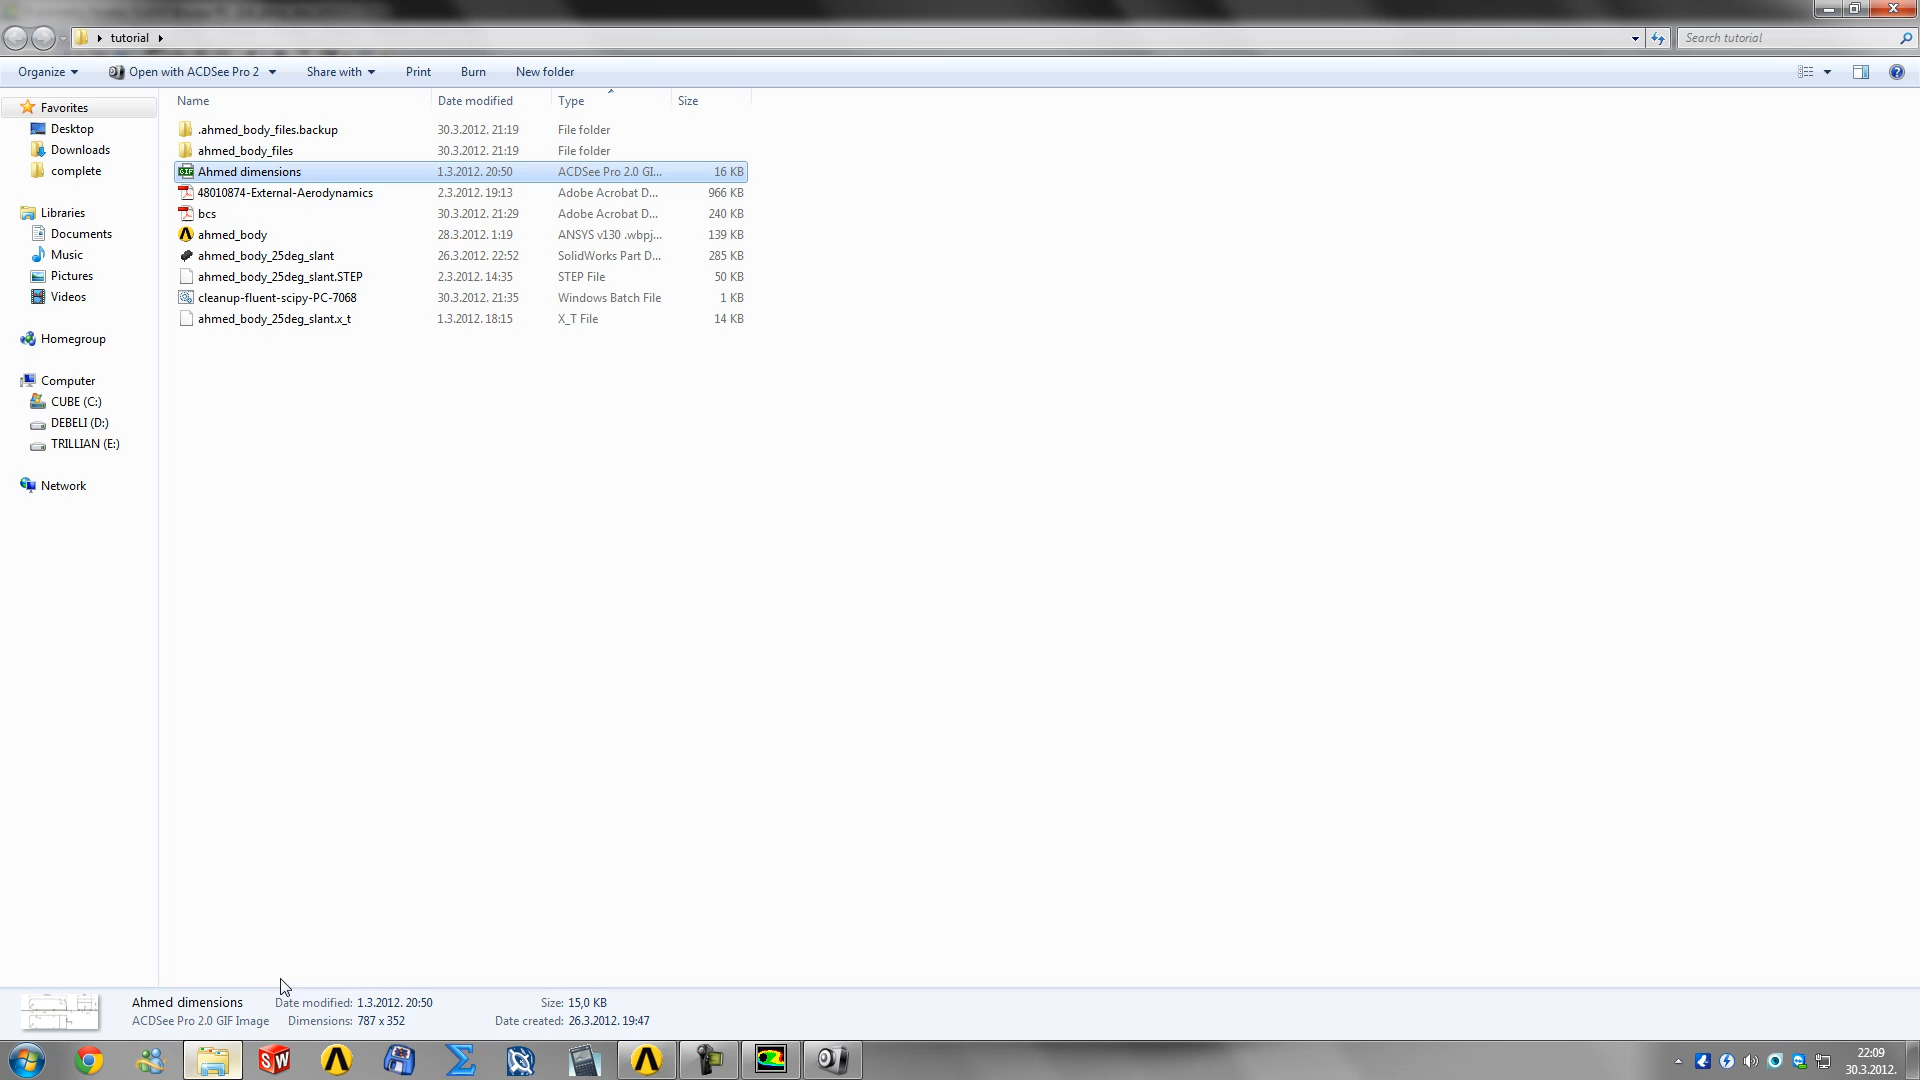 tutorial
Search tutorial
Organize Open with ACDSee Pro 2 Share with Print Burn New folder
Favorites
Desktop
Downloads
complete
Libraries
Documents
Music
Pictures
Videos
Homegroup
Computer
CUBE (C:)
DEBELI (D:)
TRILLIAN (E:)
Network
Name Date modified Type Size
.ahmed_body_files.backup 30.3.2012. 21:19 File folder
ahmed_body_files 30.3.2012. 21:19 File folder
Ahmed dimensions 1.3.2012. 20:50 ACDSee Pro 2.0 GI... 16 KB
48010874-External-Aerodynamics 2.3.2012. 19:13 Adobe Acrobat D... 966 KB
bcs 30.3.2012. 21:29 Adobe Acrobat D... 240 KB
ahmed_body 28.3.2012. 1:19 ANSYS v130 .wbpj... 139 KB
ahmed_body_25deg_slant 26.3.2012. 22:52 SolidWorks Part D... 285 KB
ahmed_body_25deg_slant.STEP 2.3.2012. 14:35 STEP File 50 KB
cleanup-fluent-scipy-PC-7068 30.3.2012. 21:35 Windows Batch File 1 KB
ahmed_body_25deg_slant.x_t 1.3.2012. 18:15 X_T File 14 KB
Ahmed dimensions Date modified: 1.3.2012. 20:50 Size: 15,0 KB
ACDSee Pro 2.0 GIF Image Dimensions: 787 x 352 Date created: 26.3.2012. 19:47
SW
22:09
30.3.2012.